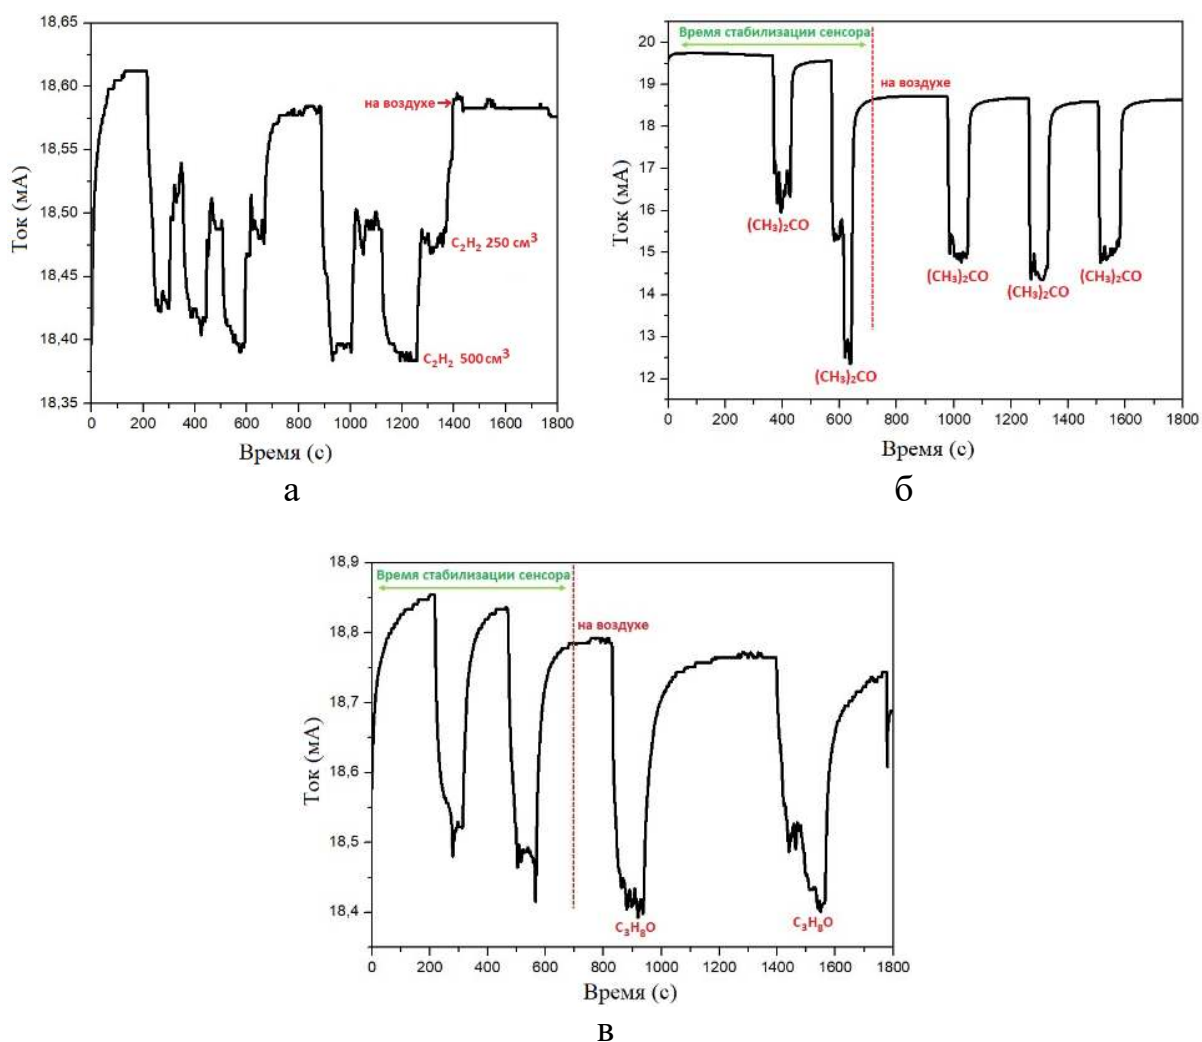 18,65
18,60
18,55
18,50
18,45
18,40
18,35
Ток (мА)
на воздухе
C₂H₂ 250 см³
C₂H₂ 500 см³
0 200 400 600 800 1000 1200 1400 1600 1800
Время (с)
а
20
19
18
17
16
15
14
13
12
Ток (мА)
Время стабилизации сенсора
на воздухе
(CH₃)₂CO
(CH₃)₂CO
(CH₃)₂CO
(CH₃)₂CO
(CH₃)₂CO
0 200 400 600 800 1000 1200 1400 1600 1800
Время (с)
б
18,9
18,8
18,7
18,6
18,5
18,4
Ток (мА)
Время стабилизации сенсора
на воздухе
C₃H₈O
C₃H₈O
0 200 400 600 800 1000 1200 1400 1600 1800
Время (с)
в